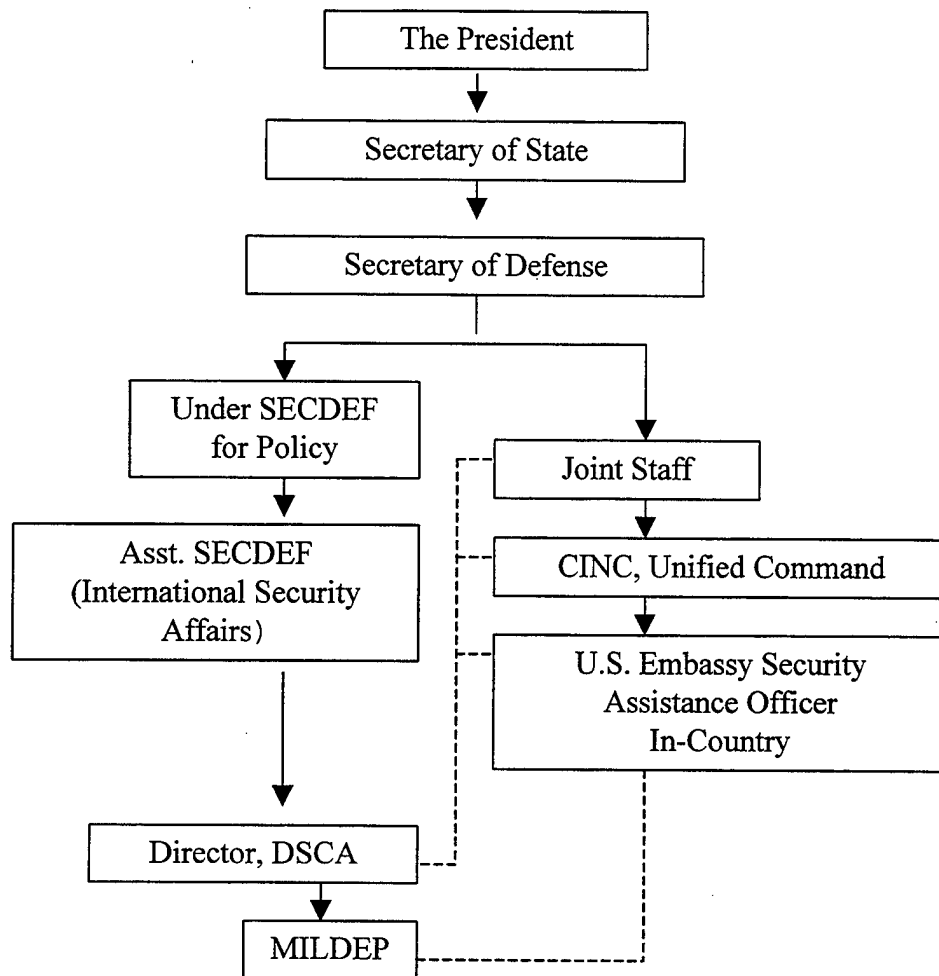 The President
Secretary of State
Secretary of Defense
Under SECDEF
for Policy
Joint Staff
Asst. SECDEF
(International Security
Affairs)
CINC, Unified Command
U.S. Embassy Security
Assistance Officer
In-Country
Director, DSCA
MILDEP